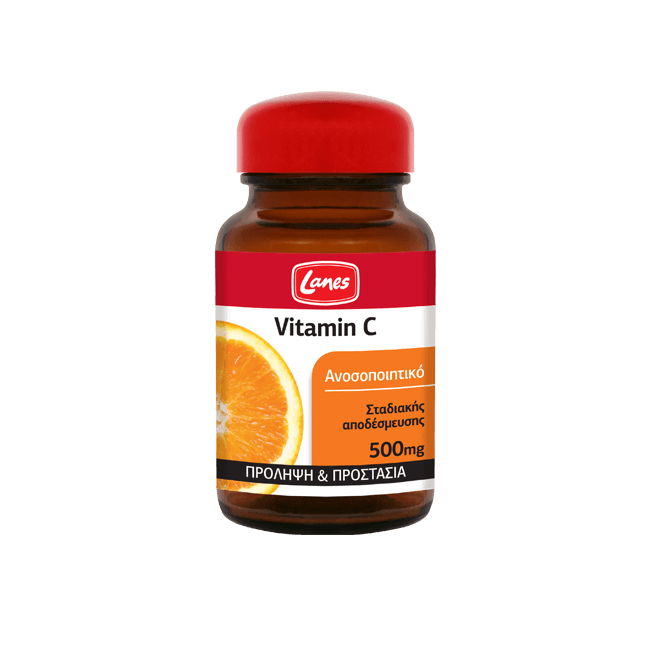 Lanes
Vitamin C
Ανοσοποιητικό
Σταδιακής
αποδέσμευσης
500mg
ΠΡΟΛΗΨΗ & ΠΡΟΣΤΑΣΙΑ